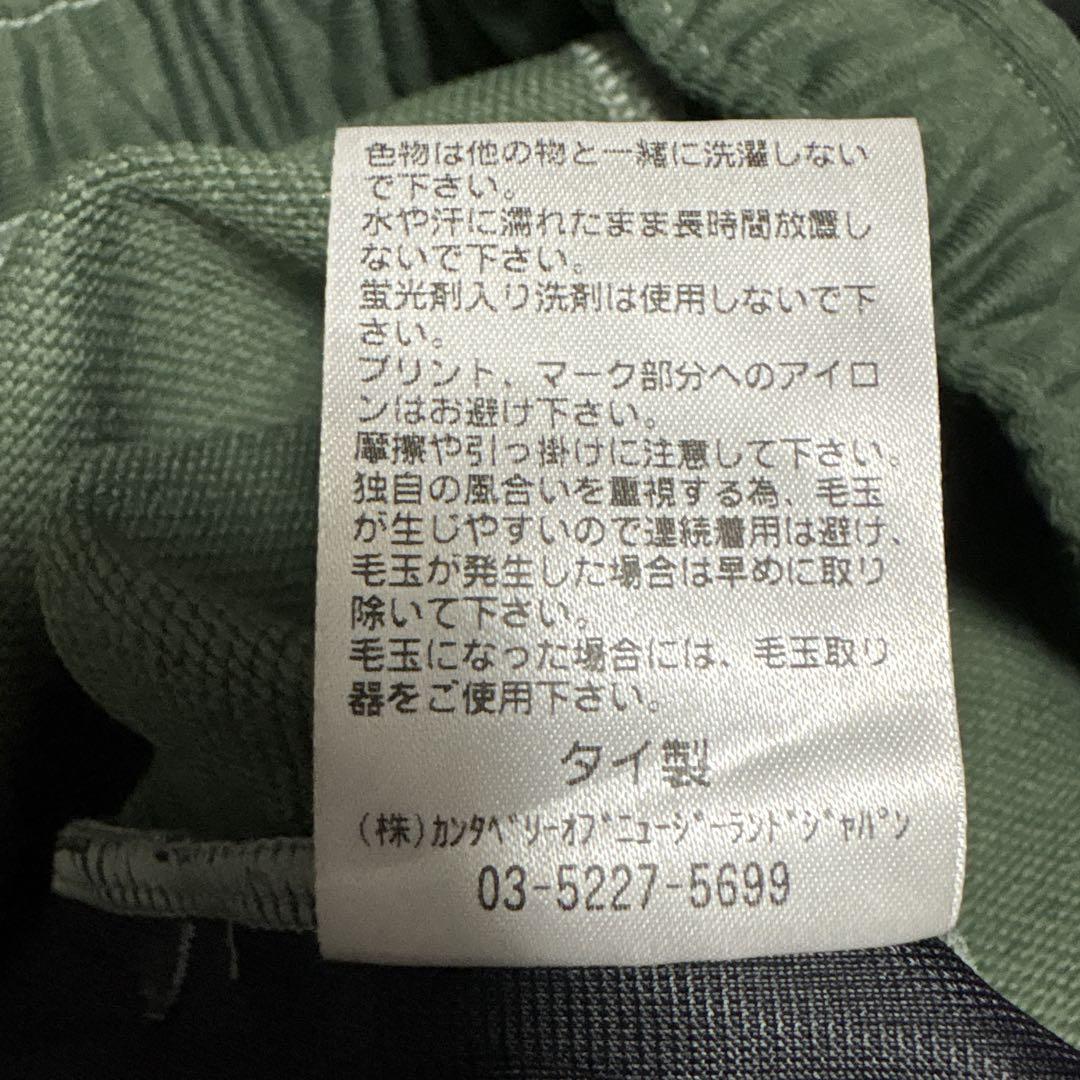 色物は他の物と一緒に洗濯しない
で下さい。
水や汗に濡れたまま長時間放置し
ないで下さい。
蛍光剤入り洗剤は使用しないで下
さい。
プリント、マーク部分へのアイロ
ンはお避け下さい。
摩擦や引っ掛けに注意して下さい。
独自の風合いを重視する為、毛玉
が生じやすいので連続着用は避け、
毛玉が発生した場合は早めに取り
除いて下さい。
毛玉になった場合には、毛玉取り
器をご使用下さい。
タイ製
(株)ｶﾝﾀﾍﾞﾘｰｵﾌﾞﾆｭｰｼﾞｰﾗﾝﾄﾞｼﾞｬﾊﾟﾝ
03-5227-5699